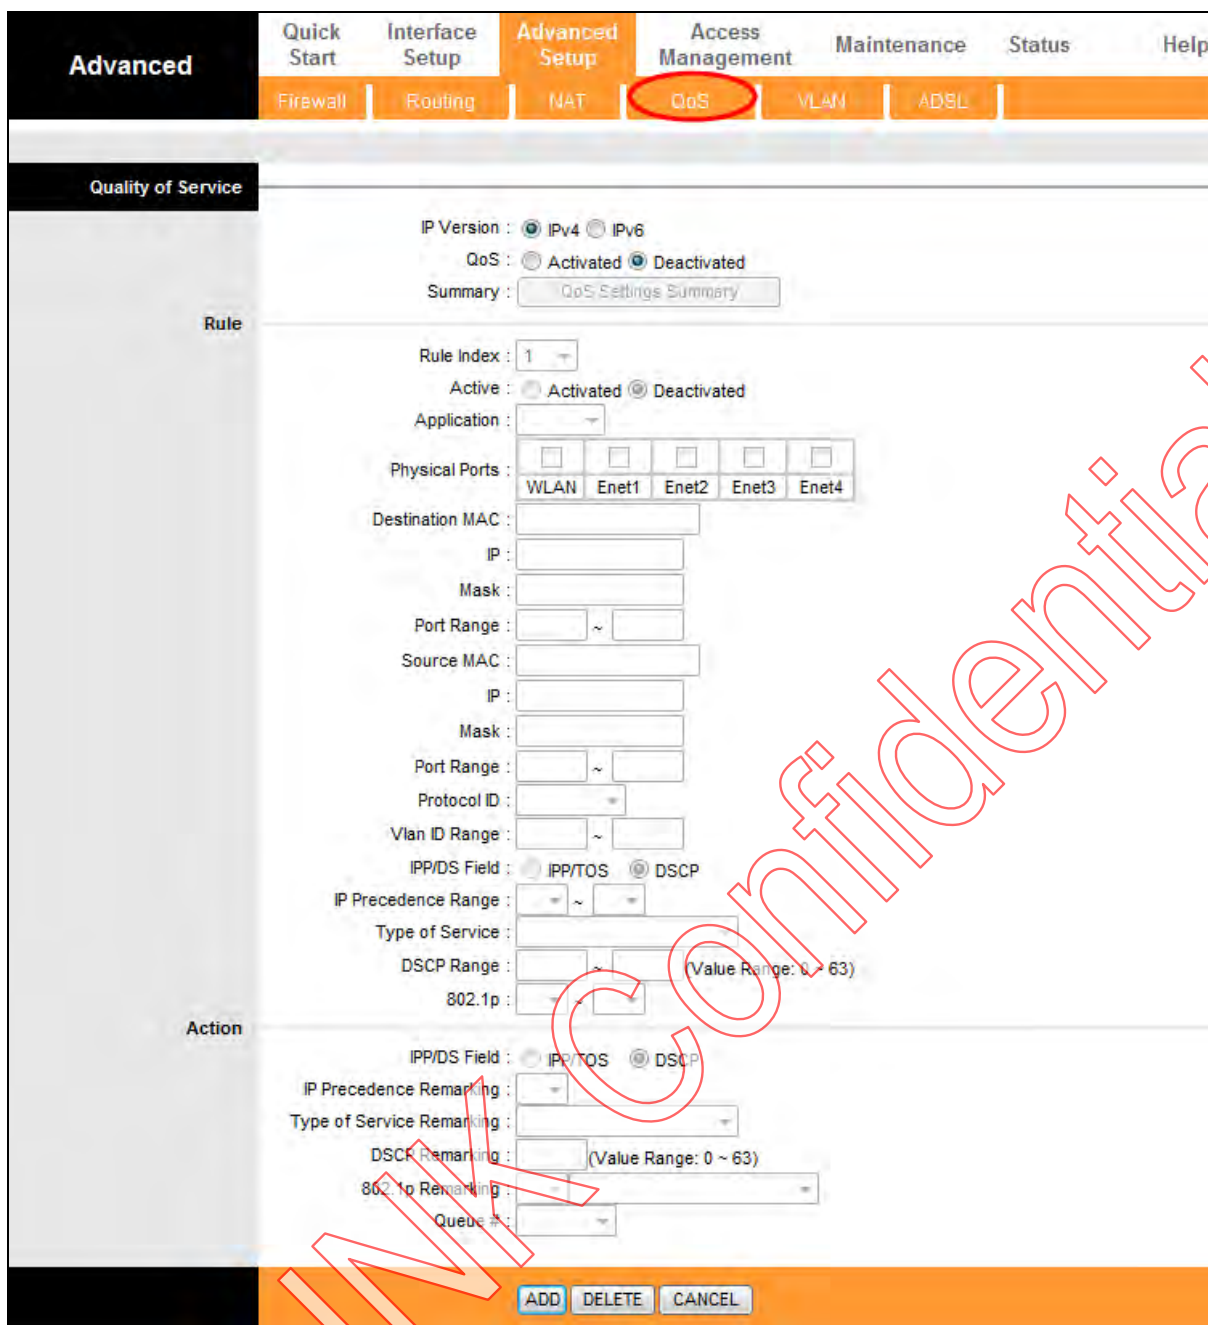 Advanced
Quick Start
Interface Setup
Advanced Setup
Access Management
Maintenance
Status
Help
Firewall
Routing
NAT
QoS
VLAN
ADSL
Quality of Service
IP Version : IPv4 IPv6
QoS : Activated Deactivated
Summary : QoS Settings Summary
Rule
Rule Index : 1
Active : Activated Deactivated
Application :
Physical Ports :
WLAN Enet1 Enet2 Enet3 Enet4
Destination MAC :
IP :
Mask :
Port Range : ~
Source MAC :
IP :
Mask :
Port Range : ~
Protocol ID :
Vlan ID Range : ~
IPP/DS Field : IPP/TOS DSCP
IP Precedence Range : ~
Type of Service :
DSCP Range : ~ (Value Range: 0 ~ 63)
802.1p : ~
Action
IPP/DS Field : IPP/TOS DSCP
IP Precedence Remarking :
Type of Service Remarking :
DSCP Remarking : (Value Range: 0 ~ 63)
802.1p Remarking :
Queue # :
ADD DELETE CANCEL
INK Confidential